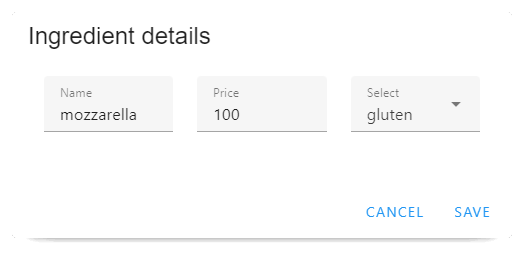 Ingredient details
Name Price Select
mozzarella 100 gluten
CANCEL SAVE